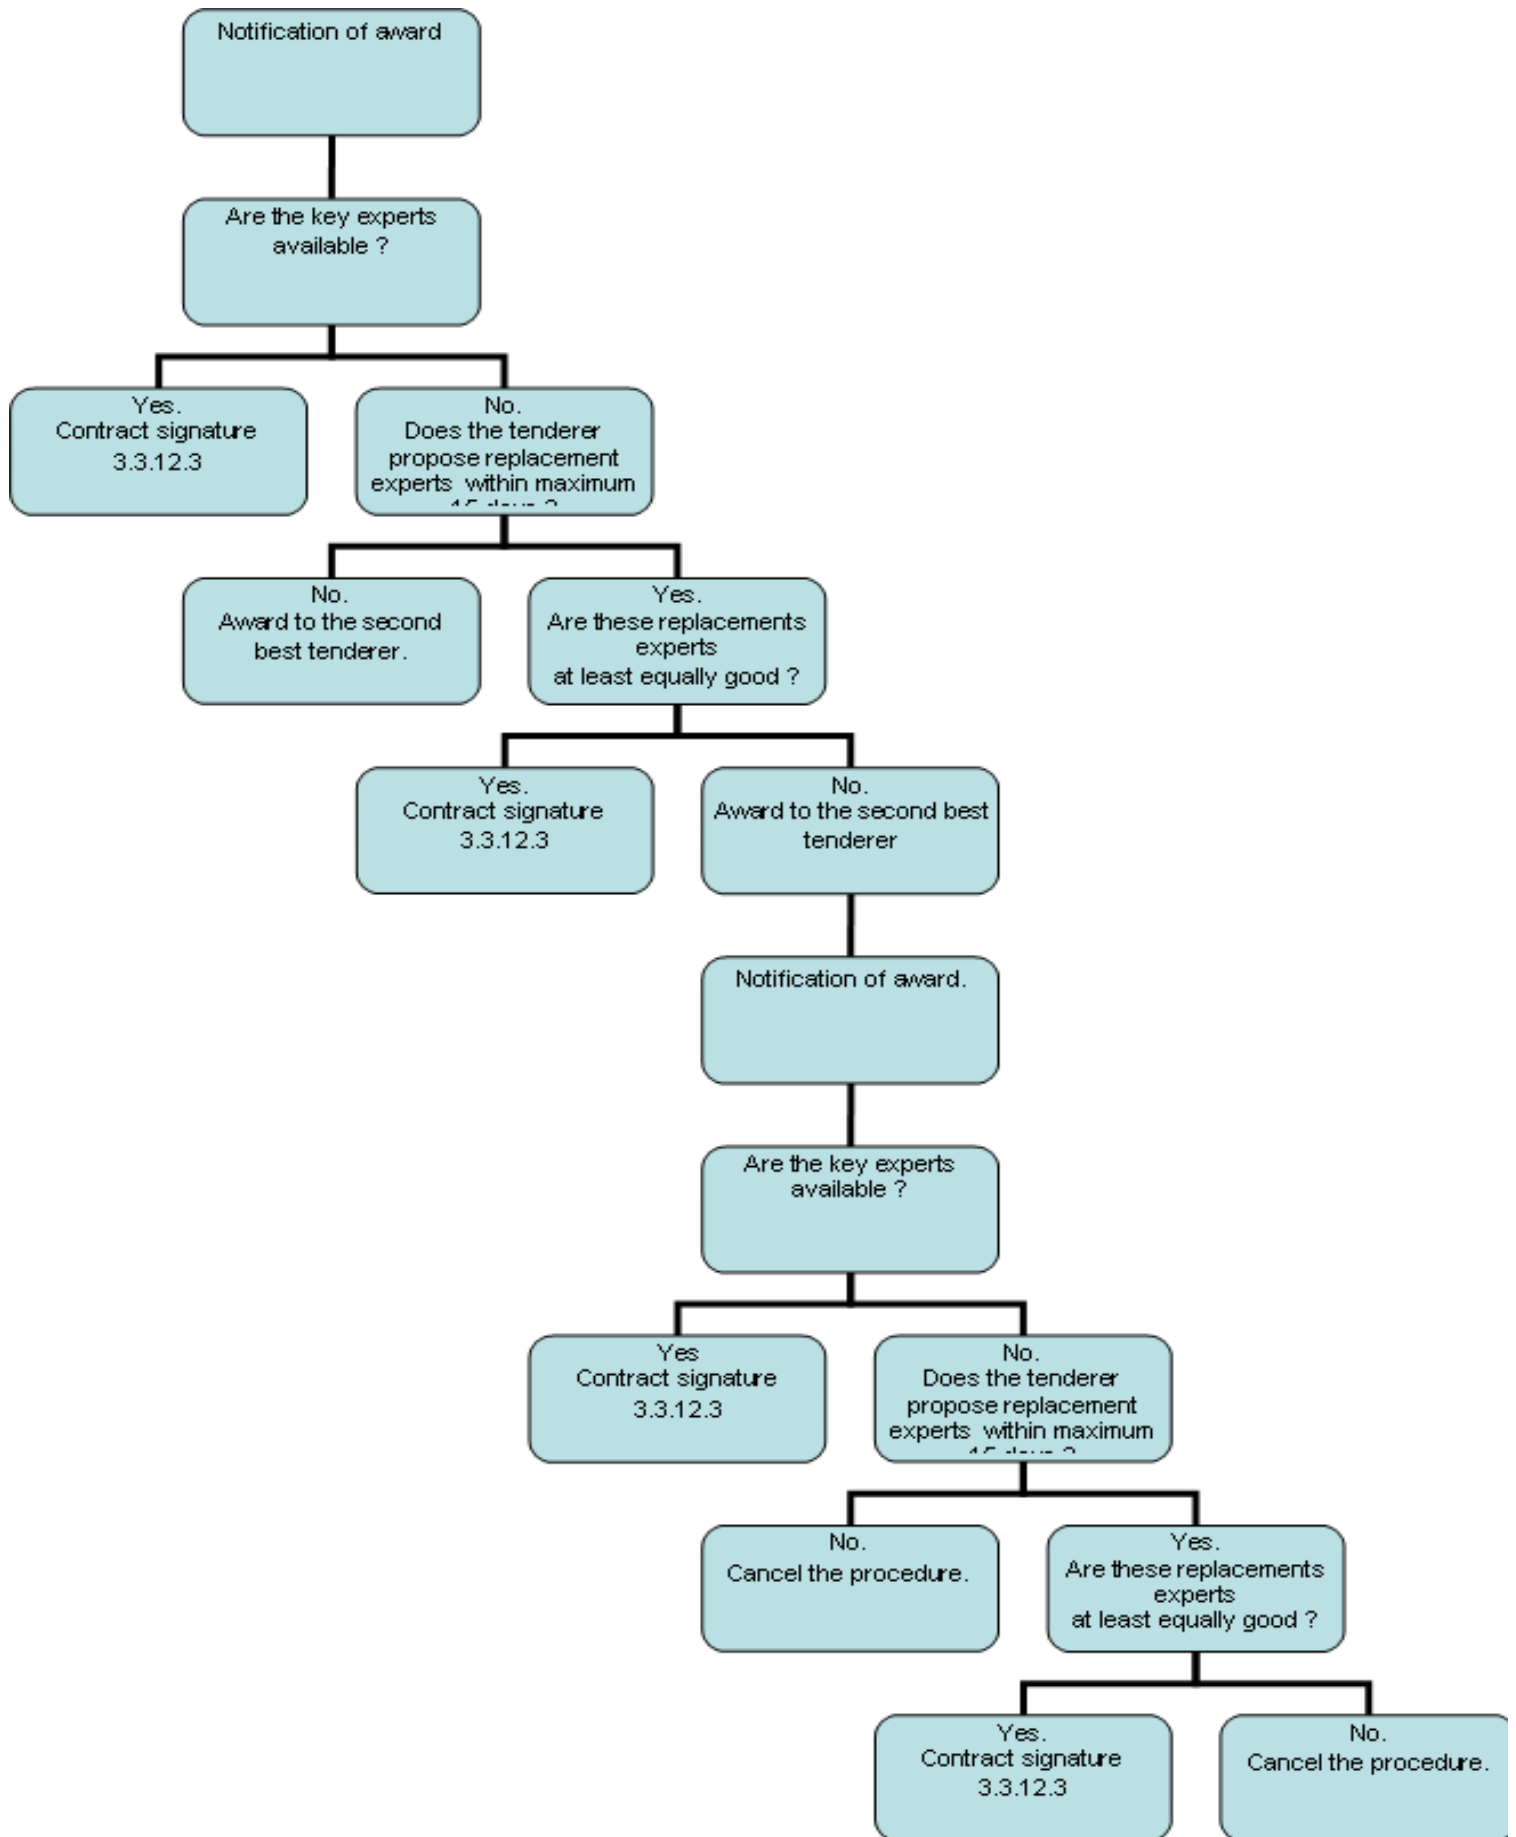 Notification of award
Are the key experts
available ?
Yes.
Contract signature
3.3.12.3
No.
Does the tenderer
propose replacement
experts within maximum
No.
Award to the second
best tenderer.
Yes.
Are these replacements
experts
at least equally good ?
Yes.
Contract signature
3.3.12.3
No.
Award to the second best
tenderer
Notification of award.
Are the key experts
available ?
Yes
Contract signature
3.3.12.3
No.
Does the tenderer
propose replacement
experts within maximum
No.
Cancel the procedure.
Yes.
Are these replacements
experts
at least equally good ?
Yes.
Contract signature
3.3.12.3
No.
Cancel the procedure.